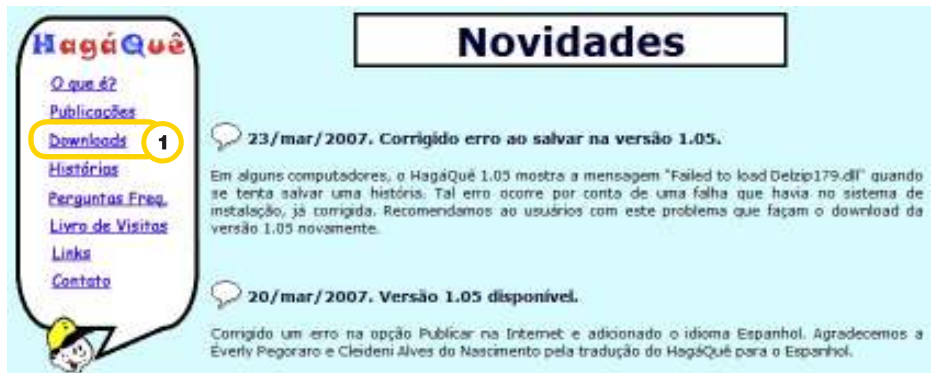 HagáQuê
O que é?
Publicações
Downloads 1
Histórias
Perguntas Freq.
Livro de Visitas
Links
Contato
Novidades
23/mar/2007. Corrigido erro ao salvar na versão 1.05.
Em alguns computadores, o HagáQuê 1.05 mostra a mensagem "Failed to load Delzip179.dll" quando
se tenta salvar uma história. Tal erro ocorre por conta de uma falha que havia no sistema de
instalação, já corrigida. Recomendamos ao usuários com este problema que façam o download da
versão 1.05 novamente.
20/mar/2007. Versão 1.05 disponível.
Corrigido um erro na opção Publicar na Internet e adicionado o idioma Espanhol. Agradecemos a
Éverly Pegoraro e Cleideni Alves do Nascimento pela tradução do HagáQuê para o Espanhol.